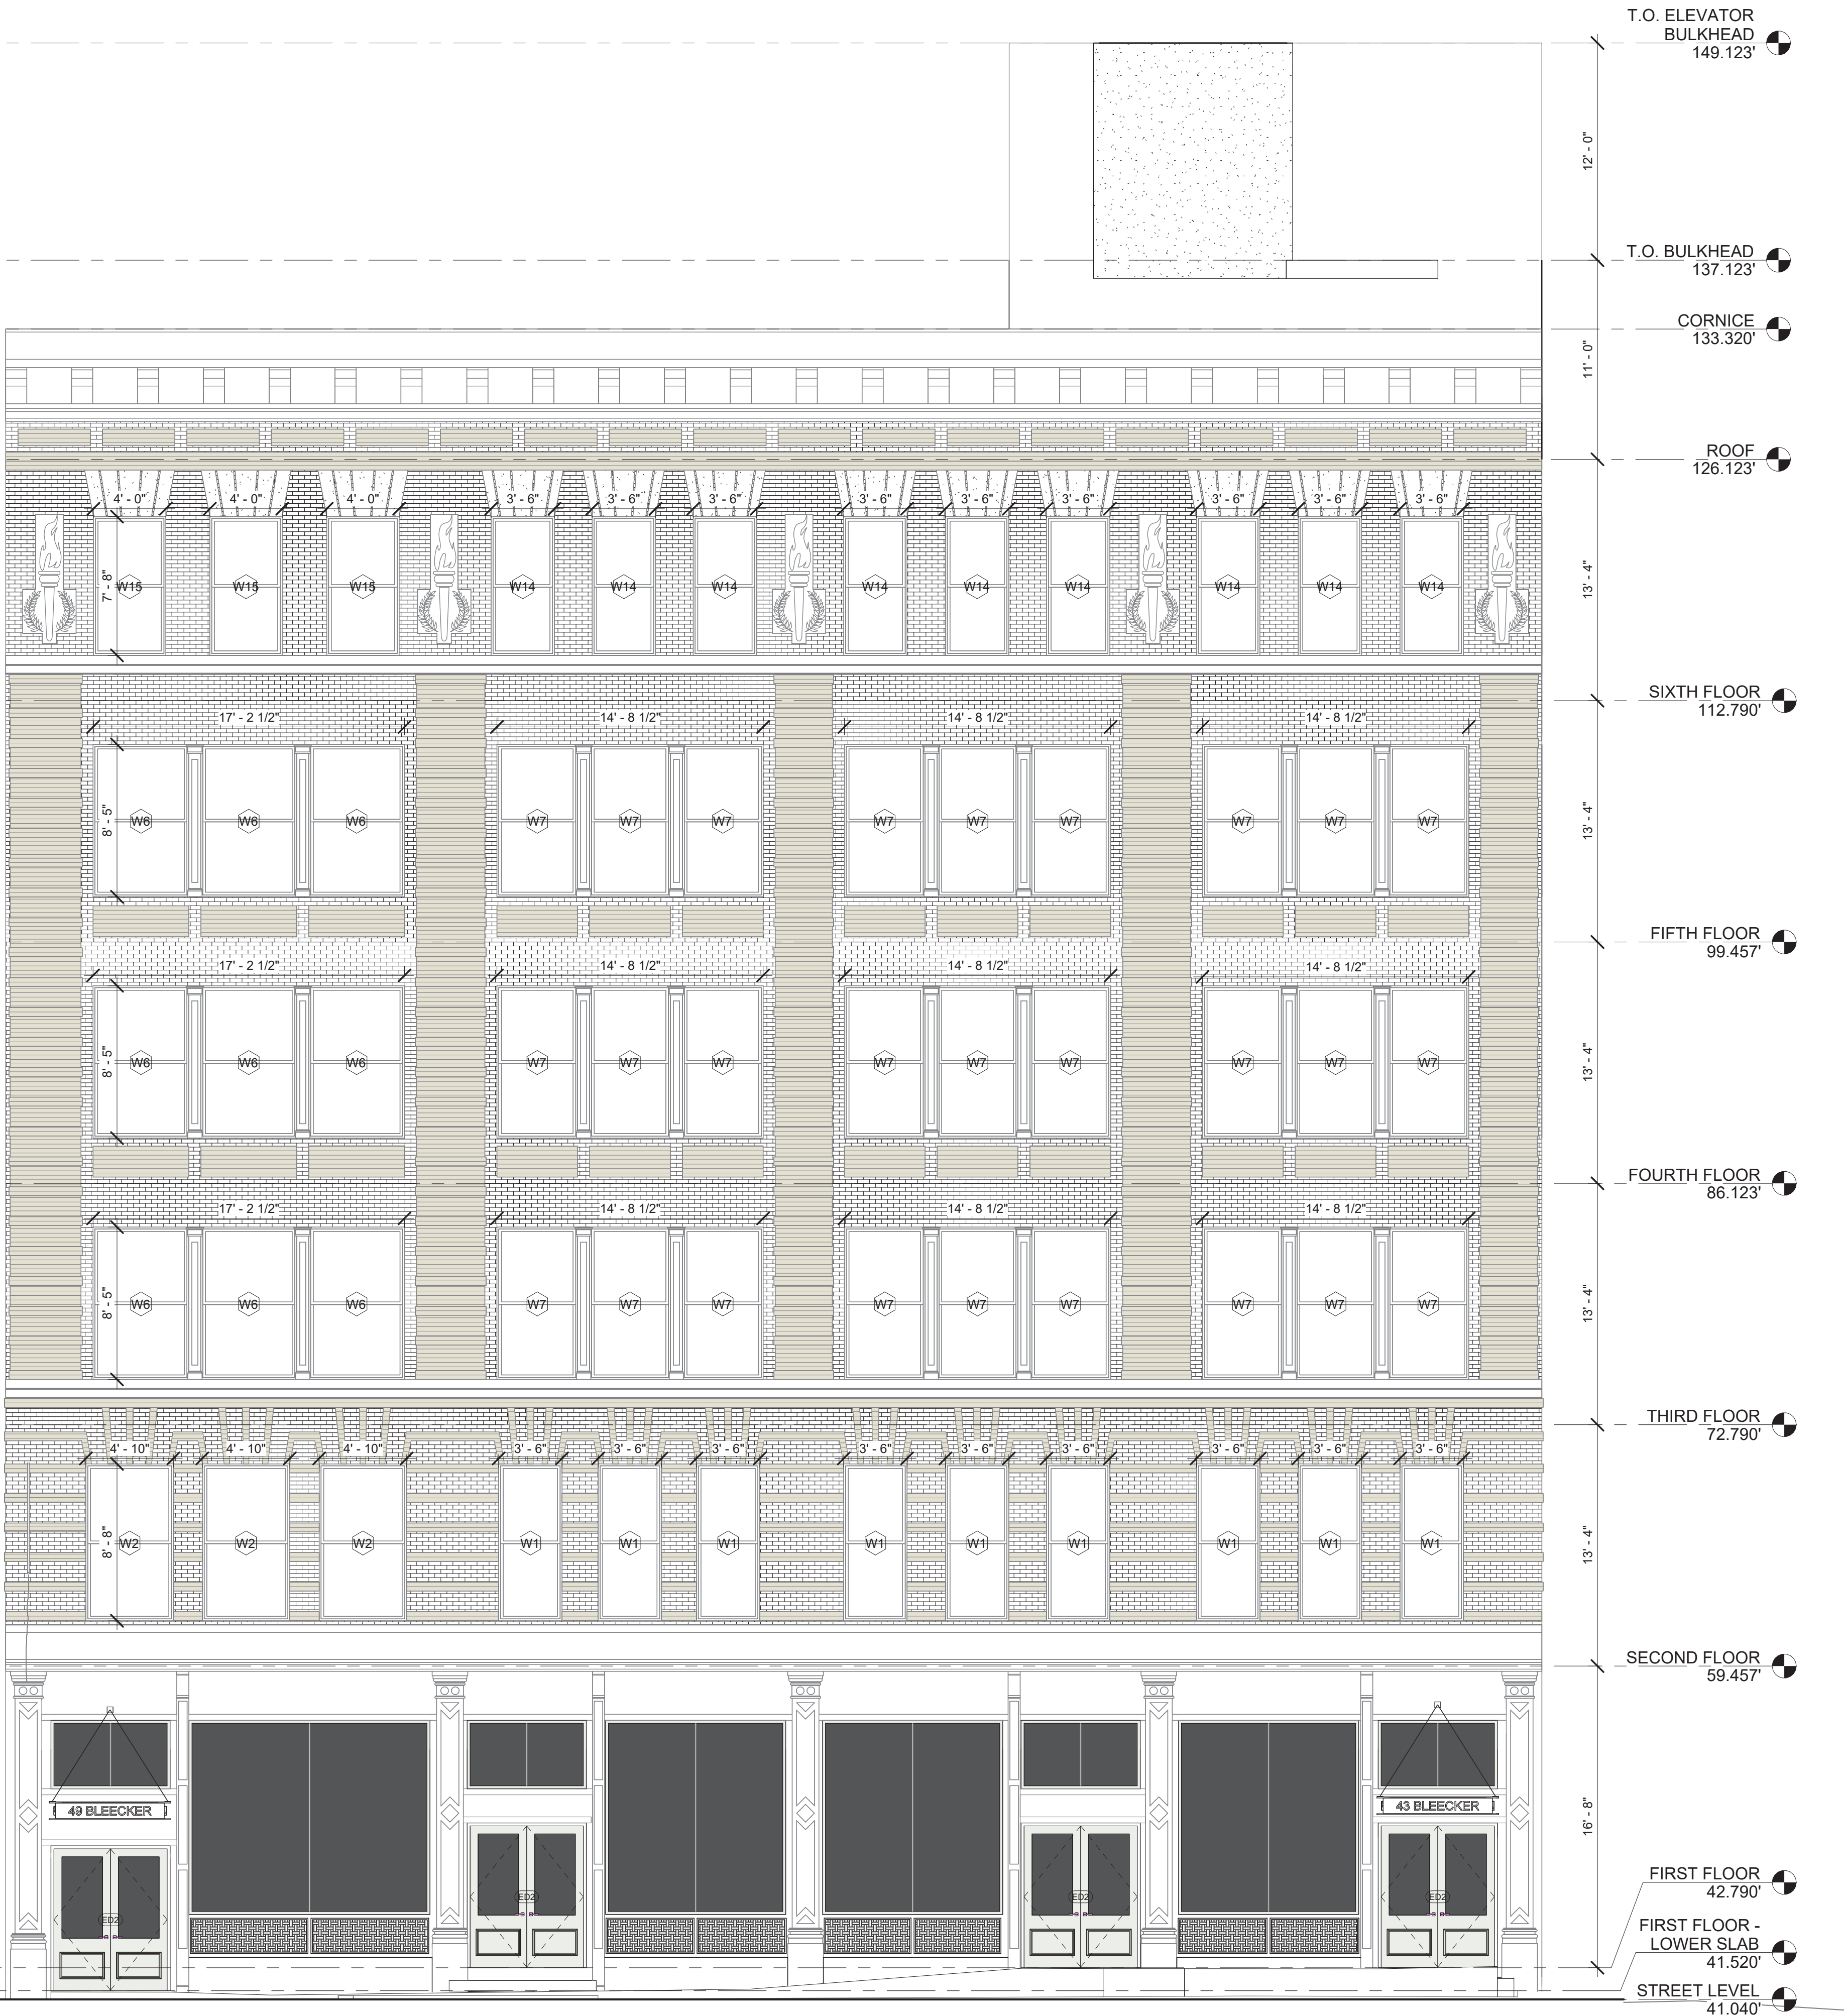 T.O. ELEVATOR
BULKHEAD
149.123'
12' - 0"
T.O. BULKHEAD
137.123'
CORNICE
133.320'
11' - 0"
ROOF
126.123'
4' - 0" 4' - 0" 4' - 0" 3' - 6" 3' - 6" 3' - 6" 3' - 6" 3' - 6" 3' - 6" 3' - 6" 3' - 6" 3' - 6"
13' - 4"
7' - 8"
W15 W15 W15 W14 W14 W14 W14 W14 W14 W14 W14 W14
SIXTH FLOOR
112.790'
17' - 2 1/2" 14' - 8 1/2" 14' - 8 1/2" 14' - 8 1/2"
8' - 5"
W6 W6 W6 W7 W7 W7 W7 W7 W7 W7 W7 W7
13' - 4"
FIFTH FLOOR
99.457'
17' - 2 1/2" 14' - 8 1/2" 14' - 8 1/2" 14' - 8 1/2"
8' - 5"
W6 W6 W6 W7 W7 W7 W7 W7 W7 W7 W7 W7
13' - 4"
FOURTH FLOOR
86.123'
17' - 2 1/2" 14' - 8 1/2" 14' - 8 1/2" 14' - 8 1/2"
8' - 5"
W6 W6 W6 W7 W7 W7 W7 W7 W7 W7 W7 W7
13' - 4"
THIRD FLOOR
72.790'
4' - 10" 4' - 10" 4' - 10" 3' - 6" 3' - 6" 3' - 6" 3' - 6" 3' - 6" 3' - 6" 3' - 6" 3' - 6" 3' - 6"
8' - 8"
W2 W2 W2 W1 W1 W1 W1 W1 W1 W1 W1 W1
13' - 4"
SECOND FLOOR
59.457'
49 BLEECKER 43 BLEECKER
16' - 8"
FIRST FLOOR
42.790'
ED2 ED2 ED2 ED2
FIRST FLOOR -
LOWER SLAB
41.520'
STREET LEVEL
41.040'